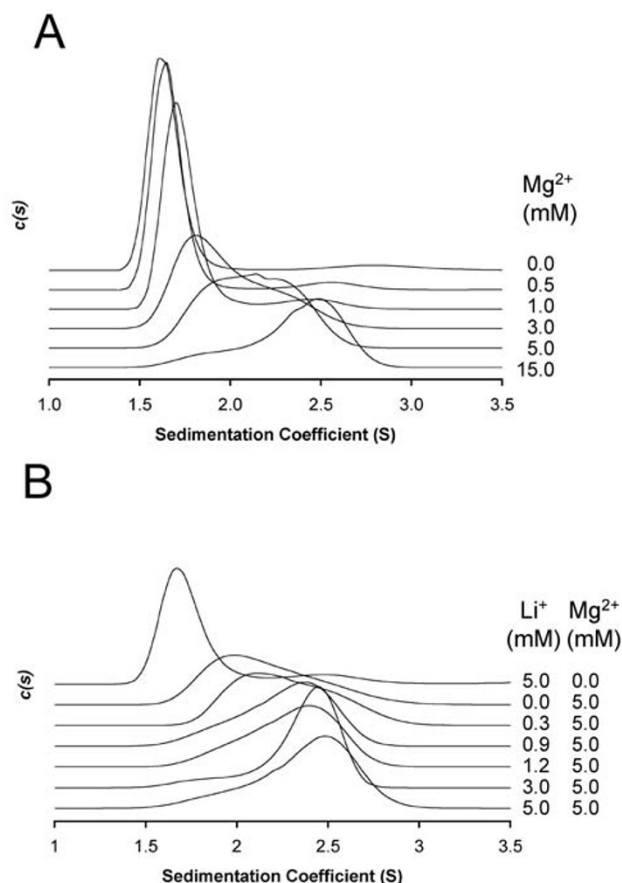 A
c(s)
Mg²⁺
(mM)
0.0
0.5
1.0
3.0
5.0
15.0
1.0 1.5 2.0 2.5 3.0 3.5
Sedimentation Coefficient (S)
B
c(s)
Li⁺ Mg²⁺
(mM) (mM)
5.0 0.0
0.0 5.0
0.3 5.0
0.9 5.0
1.2 5.0
3.0 5.0
5.0 5.0
1 1.5 2 2.5 3 3.5
Sedimentation Coefficient (S)